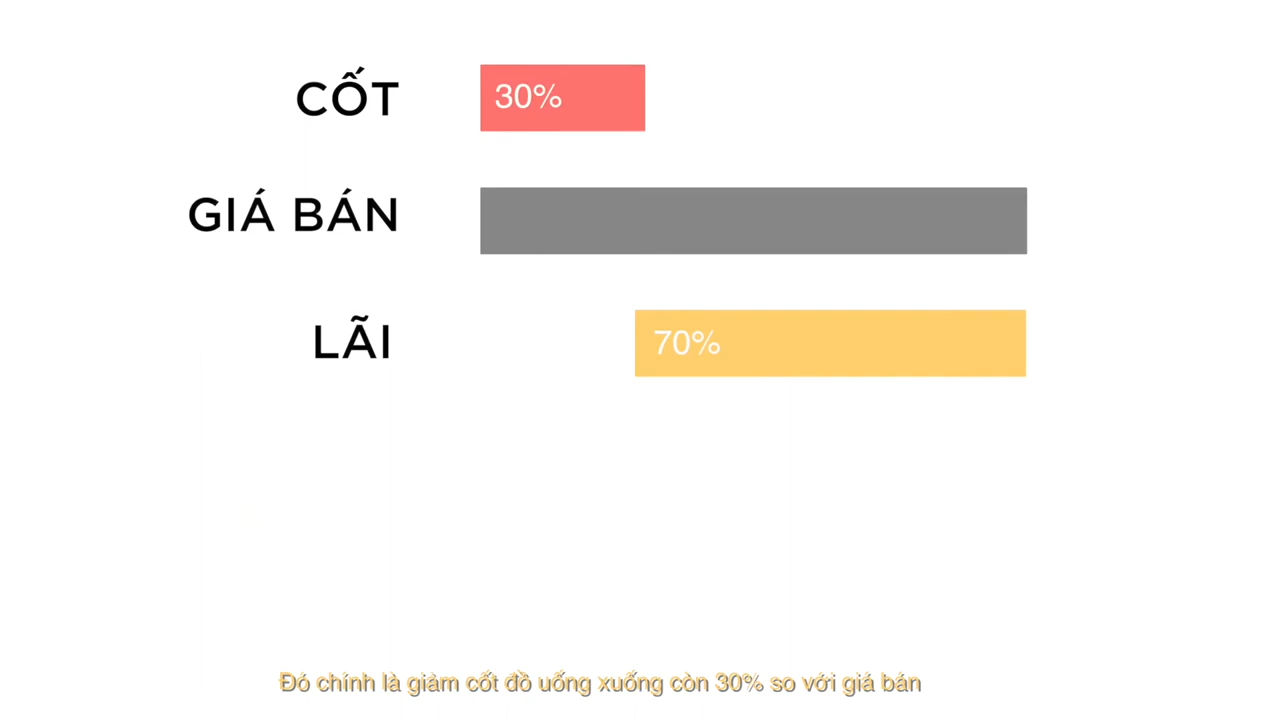 CỐT
30%
GIÁ BÁN
LÃI
70%
Đó chính là giảm cốt đồ uống xuống còn 30% so với giá bán